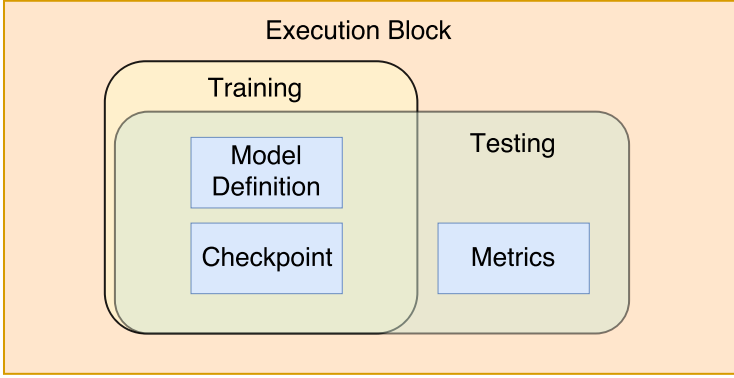 Execution Block
Training
Testing
Model
Definition
Checkpoint
Metrics